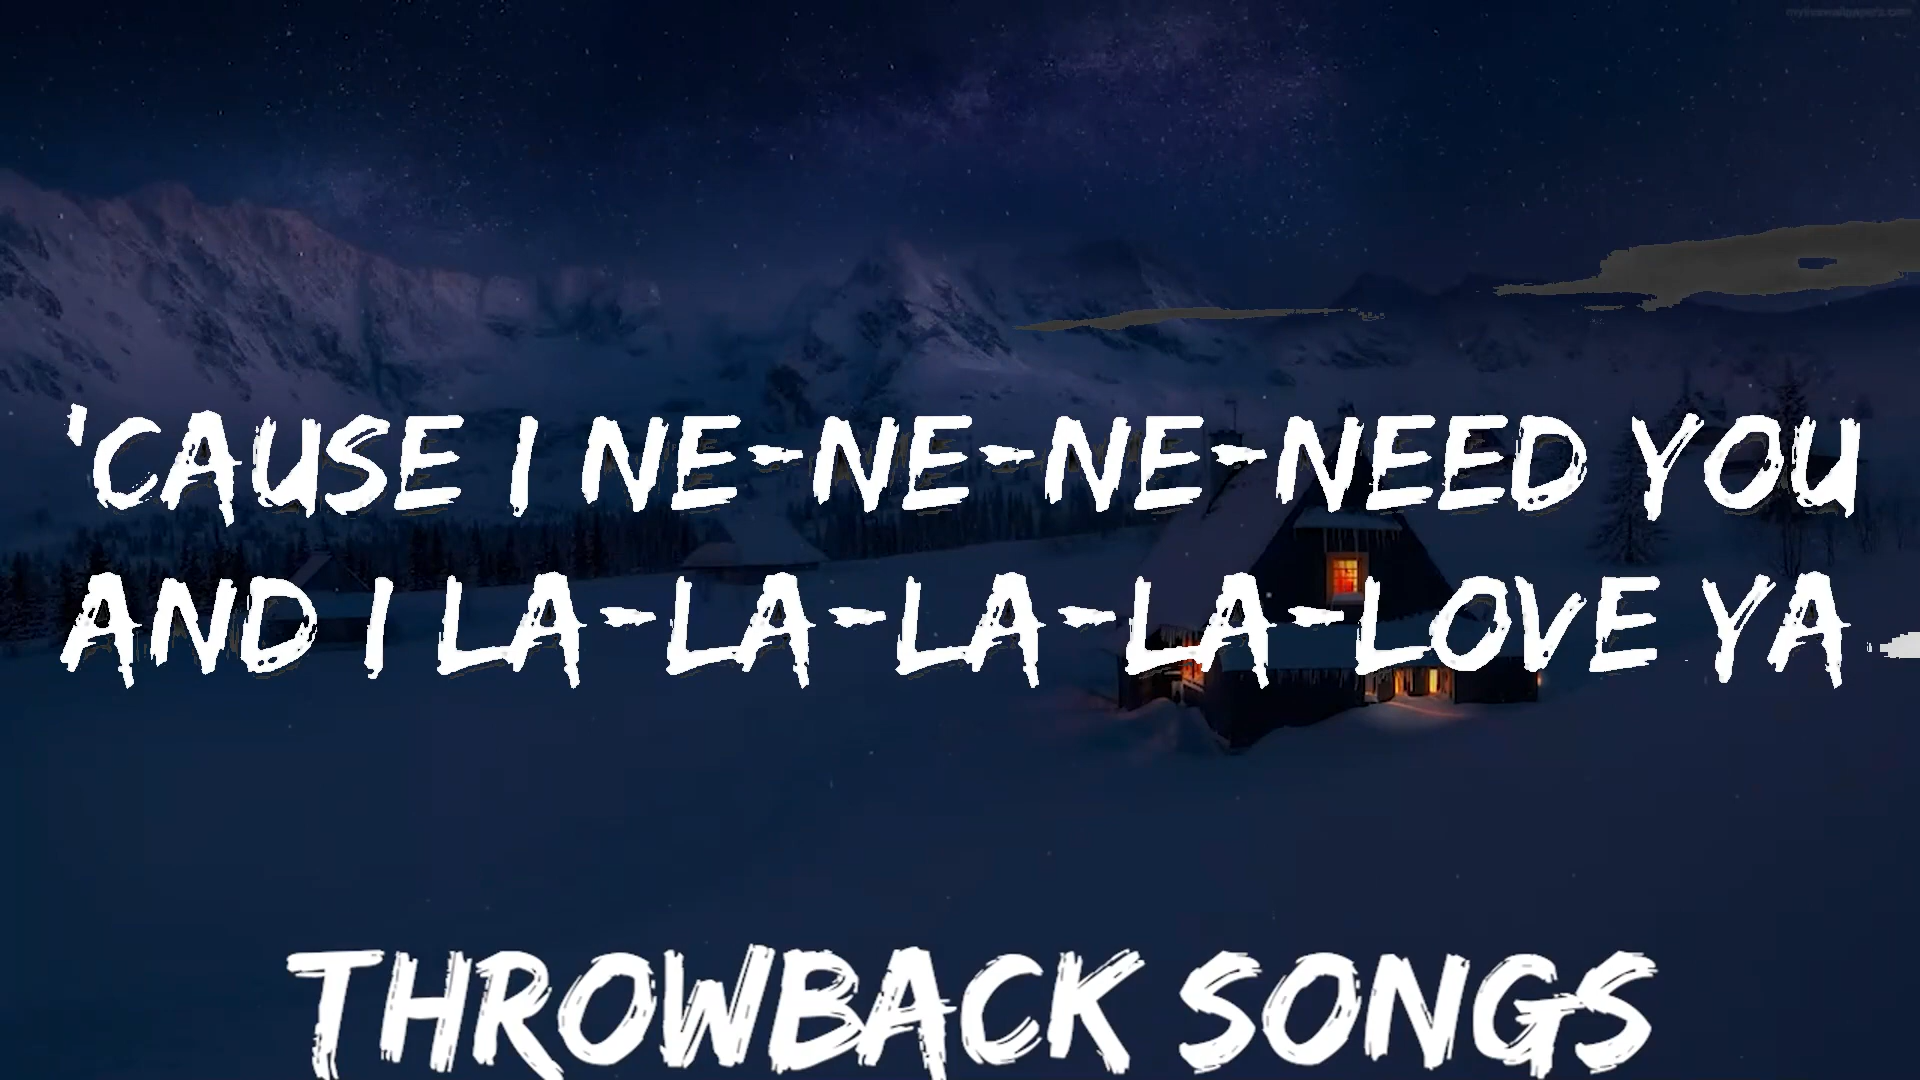 'CAUSE I NE-NE-NE-NEED YOU
AND I LA-LA-LA-LA-LOVE YA
THROWBACK SONGS